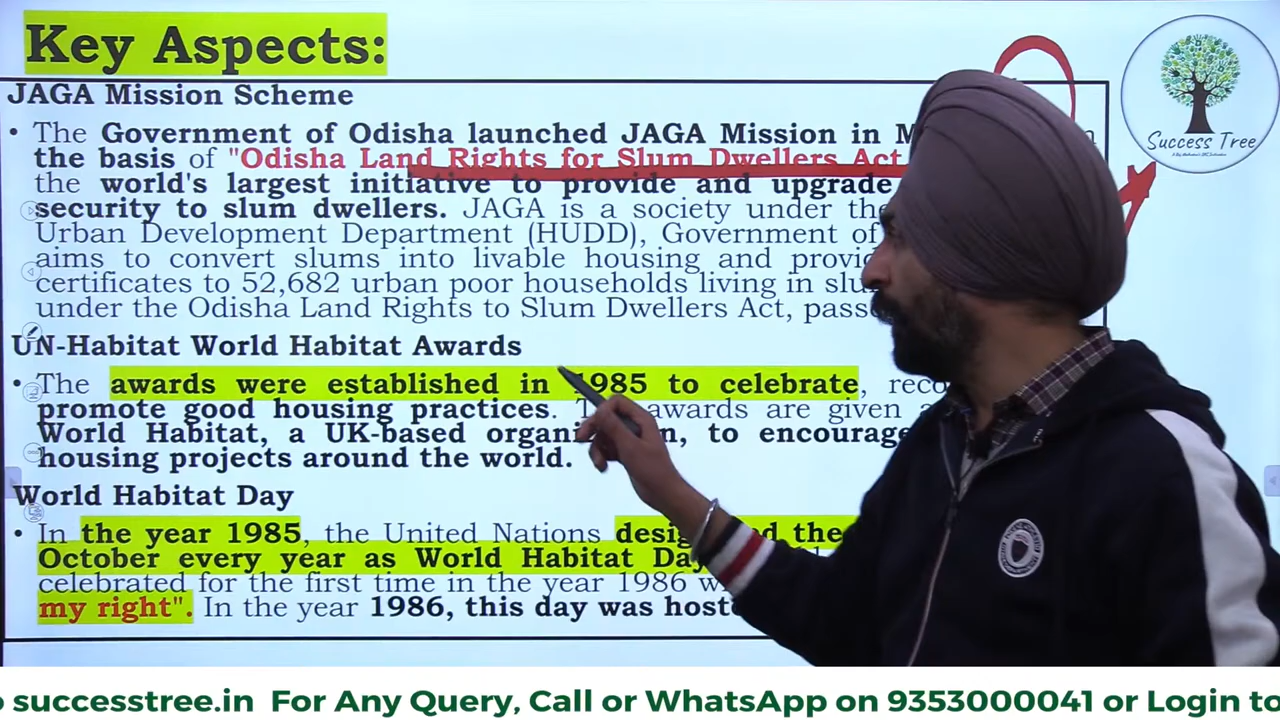 Key Aspects:
JAGA Mission Scheme
• The Government of Odisha launched JAGA Mission in
the basis of "Odisha Land Rights for Slum Dwellers Act
the world's largest initiative to provide and upgrade
security to slum dwellers. JAGA is a society under the
Urban Development Department (HUDD), Government of
aims to convert slums into livable housing and
certificates to 52,682 urban poor households living in
under the Odisha Land Rights to Slum Dwellers Act,
UN-Habitat World Habitat Awards
• The awards were established in 1985 to celebrate,
promote good housing practices. awards are given
World Habitat, a UK-based to encourage
housing projects around the world.
World Habitat Day
• In the year 1985, the United Nations the
October every year as World Habitat Day
celebrated for the first time in the year 1986
my right". In the year 1986, this day was
Success Tree
successtree.in For Any Query, Call or WhatsApp on 9353000041 or Login to